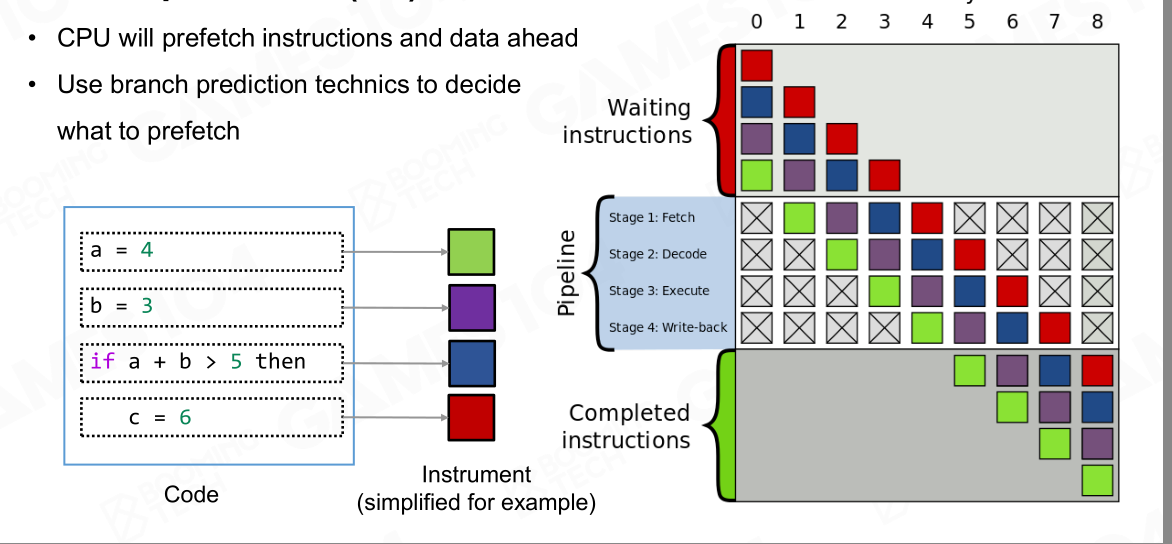 • CPU will prefetch instructions and data ahead
• Use branch prediction technics to decide
what to prefetch
a = 4
b = 3
if a + b > 5 then
c = 6
Code
Instrument
(simplified for example)
0 1 2 3 4 5 6 7 8
Waiting
instructions
Pipeline
Stage 1: Fetch
Stage 2: Decode
Stage 3: Execute
Stage 4: Write-back
Completed
instructions
BOOMING
TECH